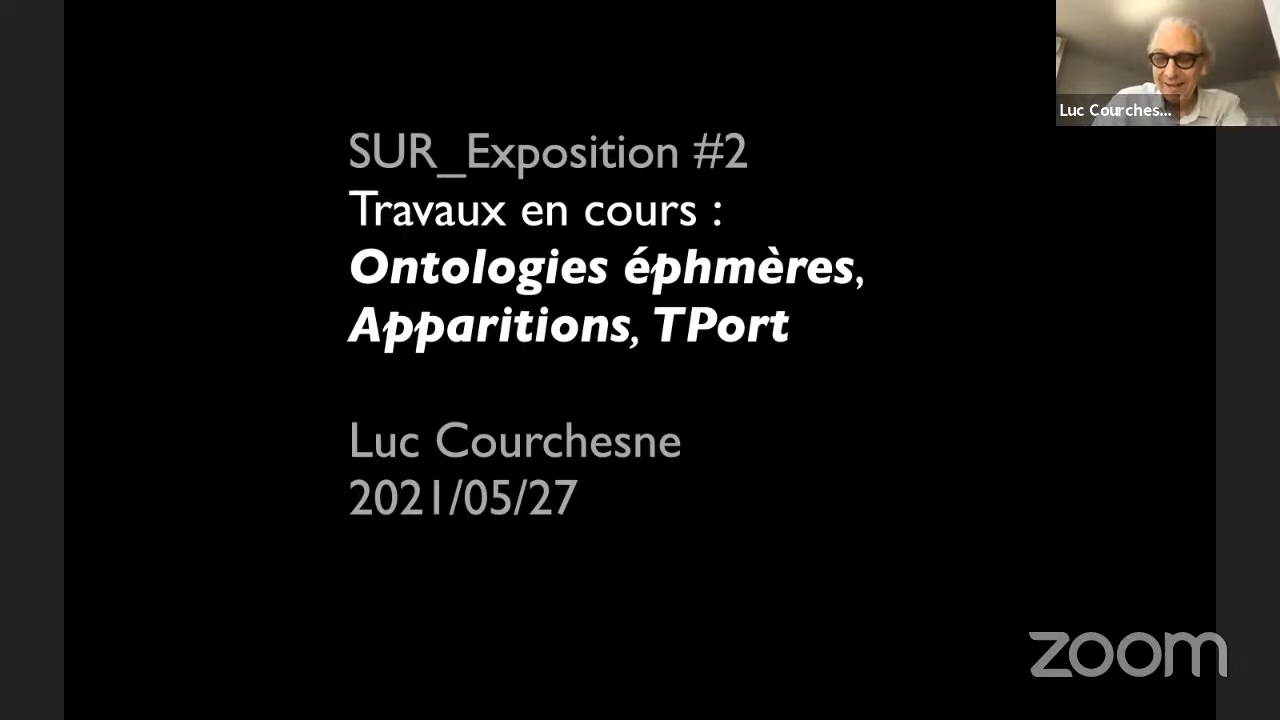 SUR_Exposition #2
Travaux en cours :
Ontologies éphmères,
Apparitions, TPort
Luc Courchesne
2021/05/27
Luc Courches...
zoom